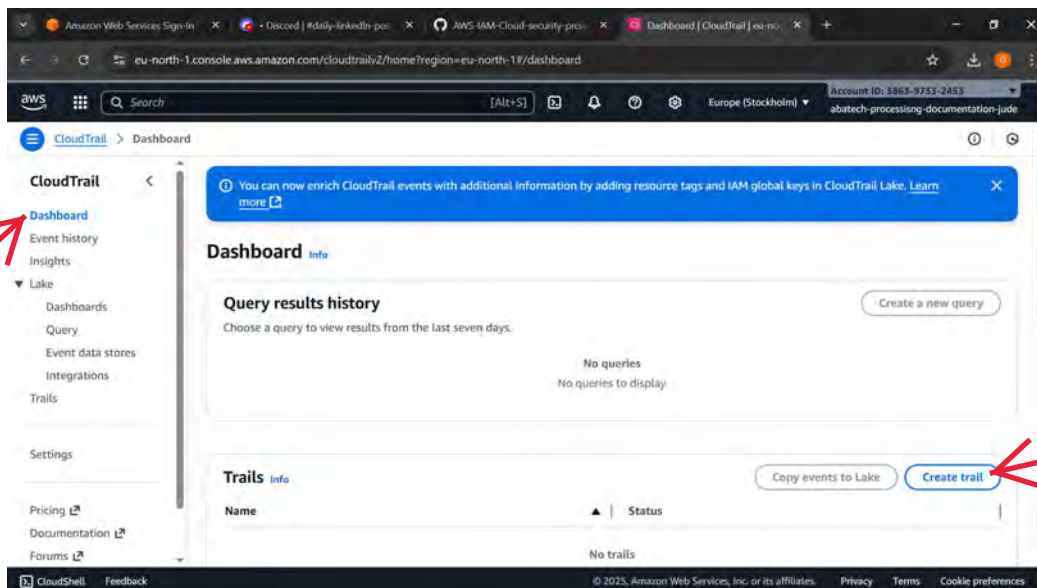 Amazon Web Services Sign-In
• Discord | #daily-linkedin-pos
AWS-IAM-Cloud-security-pro
Dashboard | CloudTrail | eu-no
eu-north-1.console.aws.amazon.com/cloudtrailv2/home?region=eu-north-1#/dashboard
aws
Search
[Alt+S]
Europe (Stockholm)
Account ID: 3863-9733-2453
abatech-processisng-documentation-jude
CloudTrail > Dashboard
CloudTrail
Dashboard
Event history
Insights
Lake
Dashboards
Query
Event data stores
Integrations
Trails
Settings
Pricing
Documentation
Forums
You can now enrich CloudTrail events with additional information by adding resource tags and IAM global keys in CloudTrail Lake. Learn
more
Dashboard Info
Query results history
Create a new query
Choose a query to view results from the last seven days.
No queries
No queries to display
Trails Info
Copy events to Lake
Create trail
Name
Status
No trails
CloudShell Feedback
© 2025, Amazon Web Services, Inc. or its affiliates. Privacy Terms Cookie preferences